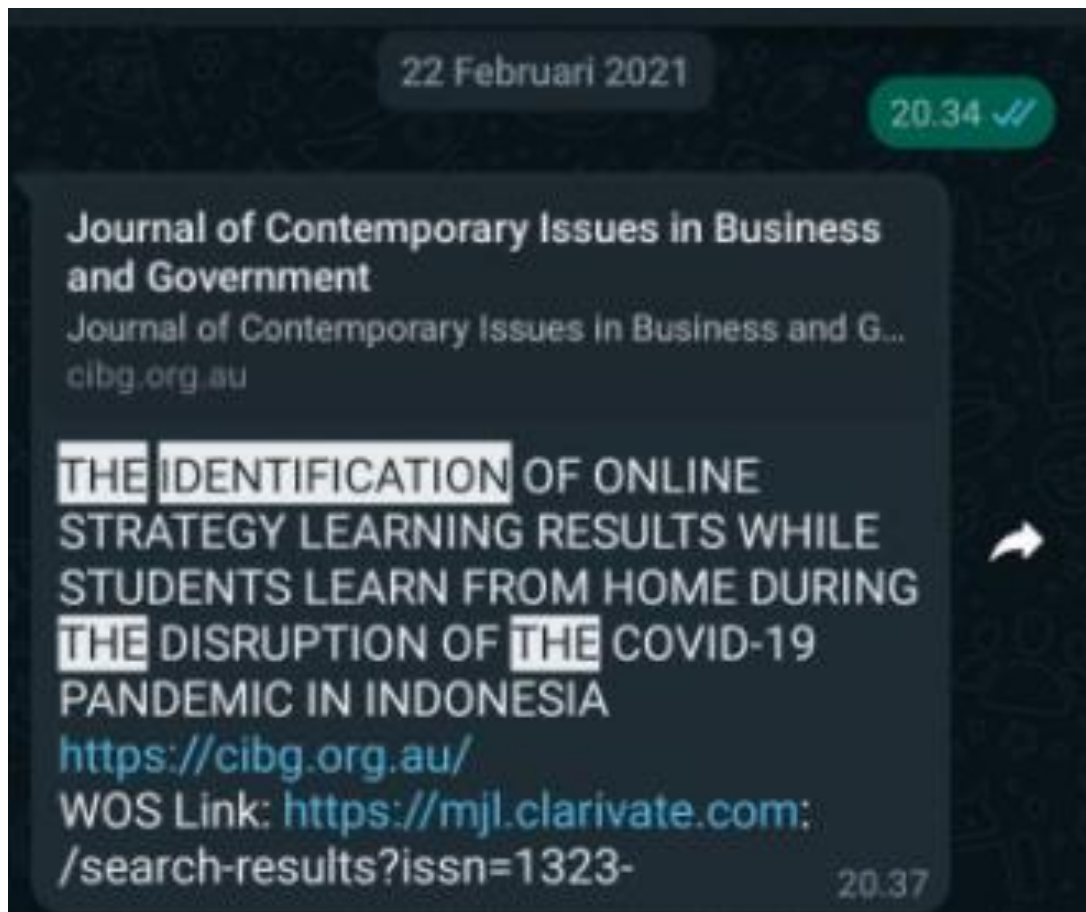 22 Februari 2021
20.34
Journal of Contemporary Issues in Business
and Government
Journal of Contemporary Issues in Business and G...
cibg.org.au
THE IDENTIFICATION OF ONLINE
STRATEGY LEARNING RESULTS WHILE
STUDENTS LEARN FROM HOME DURING
THE DISRUPTION OF THE COVID-19
PANDEMIC IN INDONESIA
https://cibg.org.au/
WOS Link: https://mjl.clarivate.com:
/search-results?issn=1323-
20.37